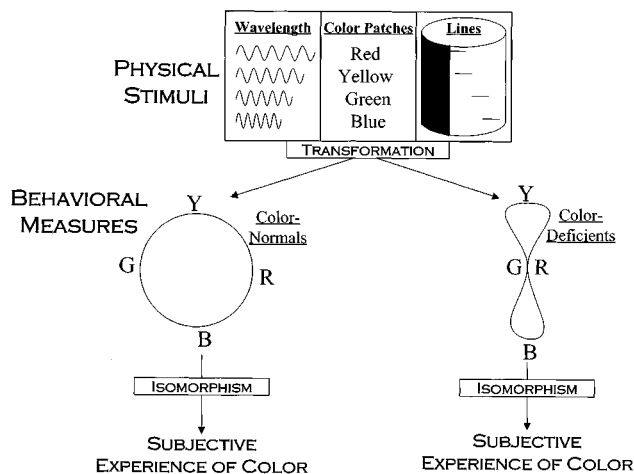 Wavelength Color Patches Lines
PHYSICAL STIMULI
Red
Yellow
Green
Blue
TRANSFORMATION
BEHAVIORAL MEASURES
Y
G
R
B
Color-
Normals
ISOMORPHISM
SUBJECTIVE
EXPERIENCE OF COLOR
Y
G R
B
Color-
Deficients
ISOMORPHISM
SUBJECTIVE
EXPERIENCE OF COLOR